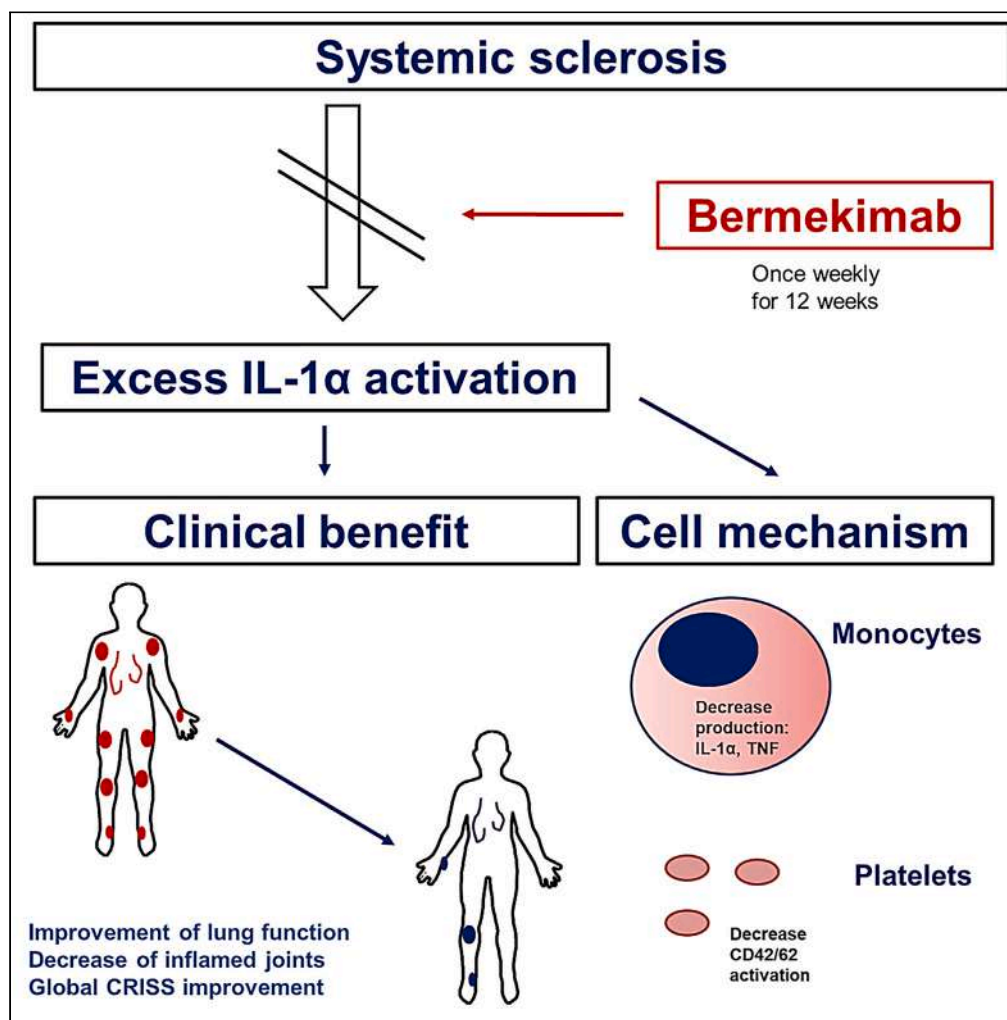 Systemic sclerosis
Bermekimab
Once weekly
for 12 weeks
Excess IL-1α activation
Clinical benefit
Cell mechanism
Monocytes
Decrease
production:
IL-1α, TNF
Platelets
Decrease
CD42/62
activation
Improvement of lung function
Decrease of inflamed joints
Global CRISS improvement